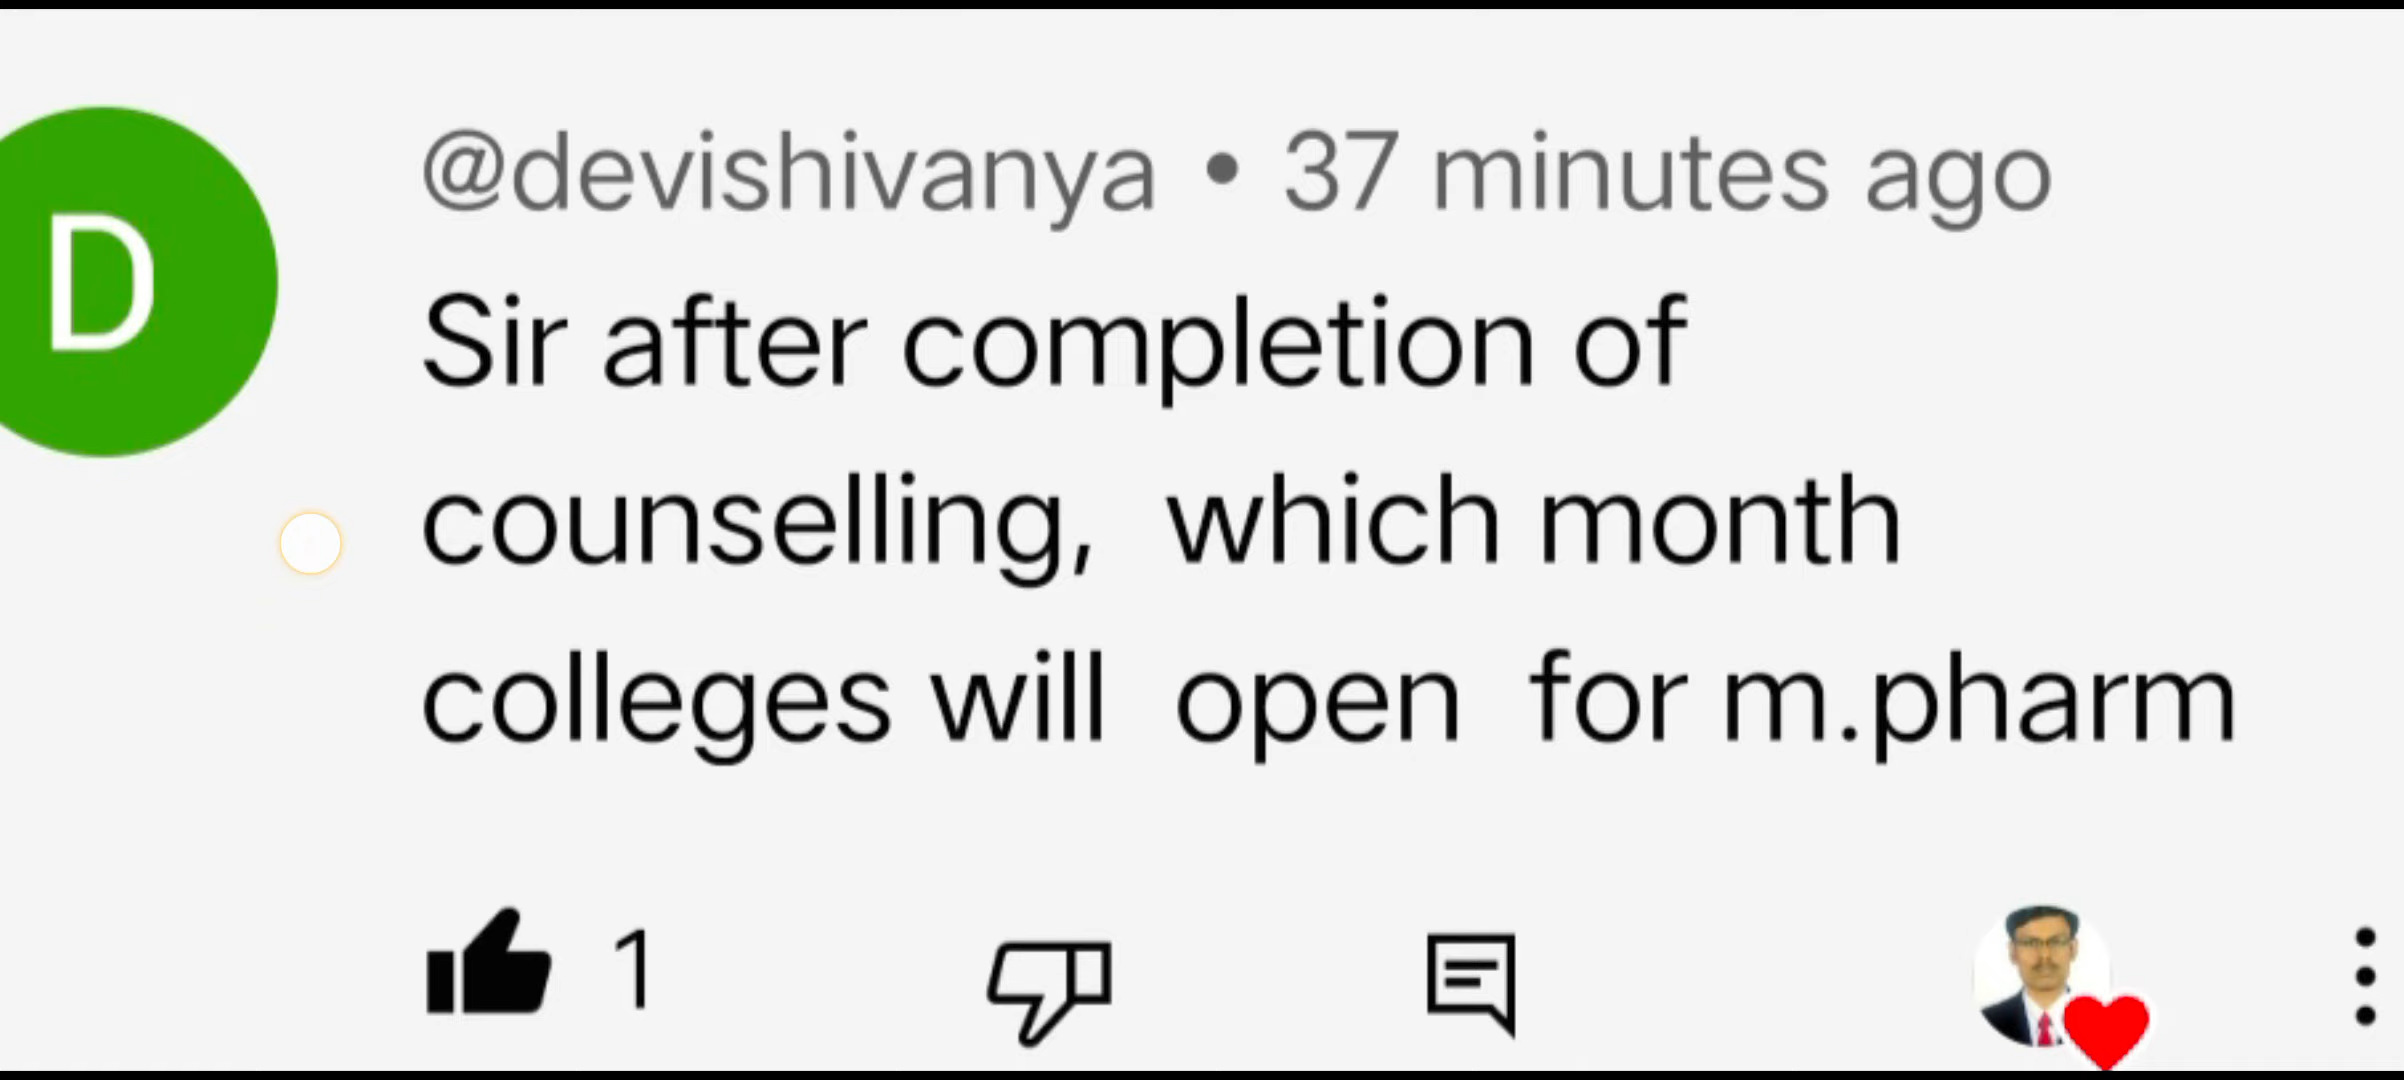 D
@devishivanya • 37 minutes ago
Sir after completion of
counselling, which month
colleges will open for m.pharm
1